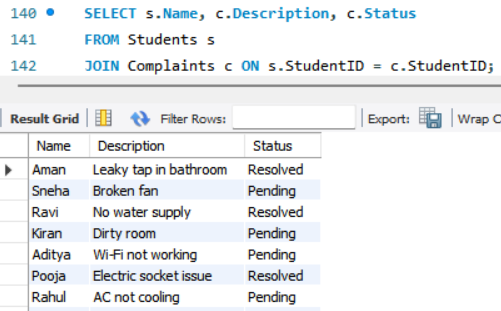 140 SELECT s.Name, c.Description, c.Status
141 FROM Students s
142 JOIN Complaints c ON s.StudentID = c.StudentID;
Result Grid Filter Rows: Export: Wrap C
Name Description Status
Aman Leaky tap in bathroom Resolved
Sneha Broken fan Pending
Ravi No water supply Resolved
Kiran Dirty room Pending
Aditya Wi-Fi not working Pending
Pooja Electric socket issue Resolved
Rahul AC not cooling Pending